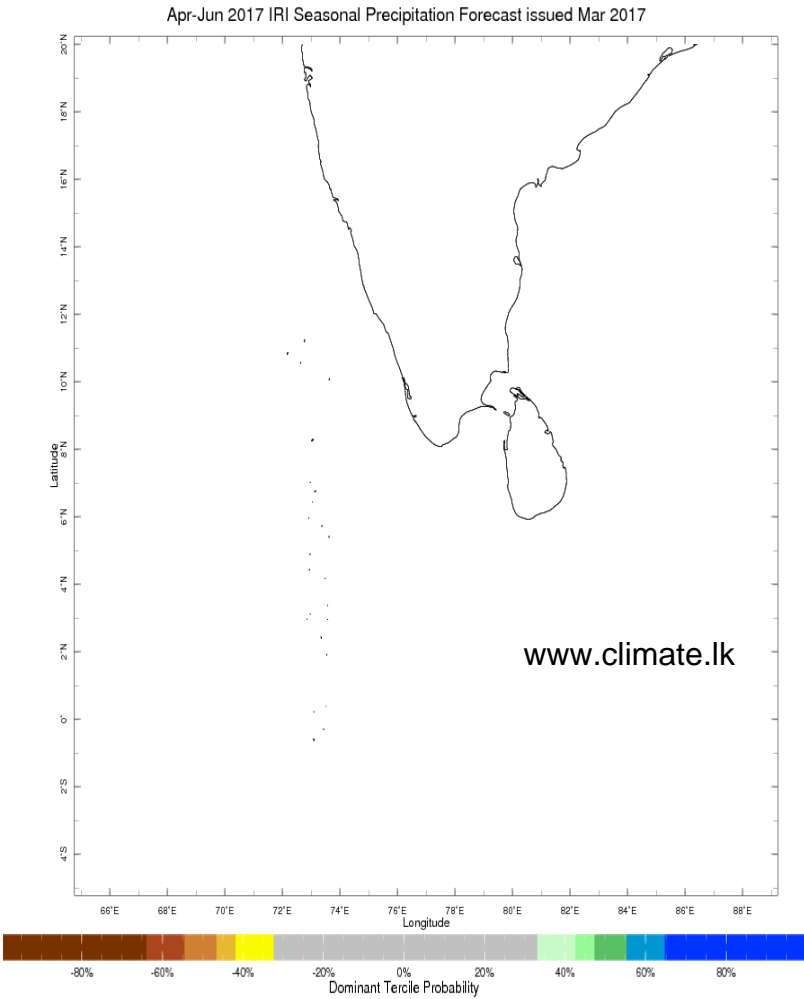 Apr-Jun 2017 IRI Seasonal Precipitation Forecast issued Mar 2017
20°N
18°N
16°N
14°N
12°N
10°N
8°N
6°N
4°N
2°N
0°
2°S
4°S
Latitude
www.climate.lk
66°E 68°E 70°E 72°E 74°E 76°E 78°E 80°E 82°E 84°E 86°E 88°E
Longitude
-80% -60% -40% -20% 0% 20% 40% 60% 80%
Dominant Tercile Probability